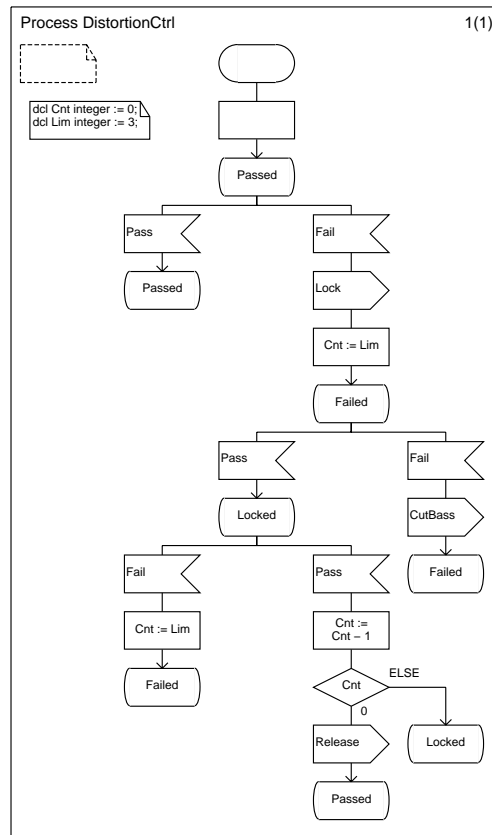 Process DistortionCtrl
1(1)
dcl Cnt integer := 0;
dcl Lim integer := 3;
Passed
Pass
Fail
Passed
Lock
Cnt := Lim
Failed
Pass
Fail
Locked
CutBass
Fail
Pass
Failed
Cnt := Lim
Cnt :=
Cnt − 1
Failed
Cnt
ELSE
0
Release
Locked
Passed